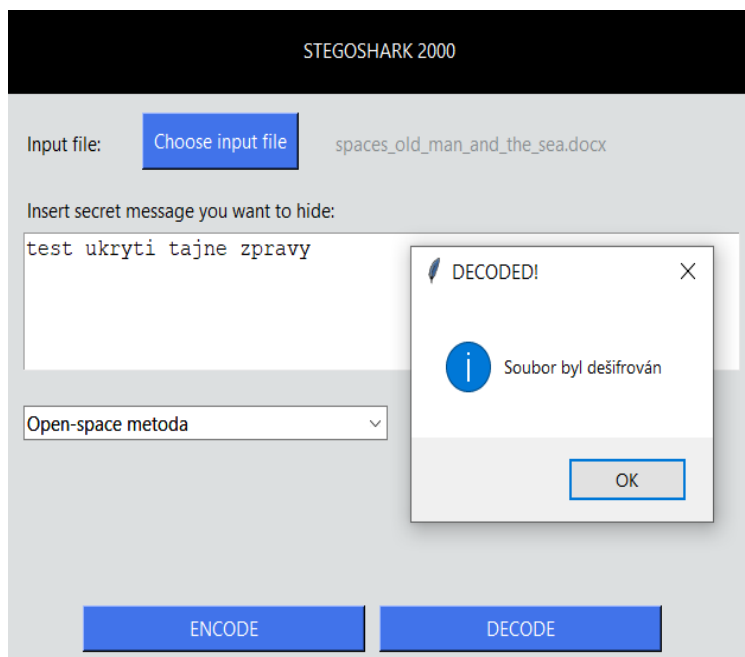 STEGOSHARK 2000
Input file:
Choose input file
spaces_old_man_and_the_sea.docx
Insert secret message you want to hide:
test ukryti tajne zpravy
DECODED!
Soubor byl dešifrován
OK
Open-space metoda
ENCODE
DECODE